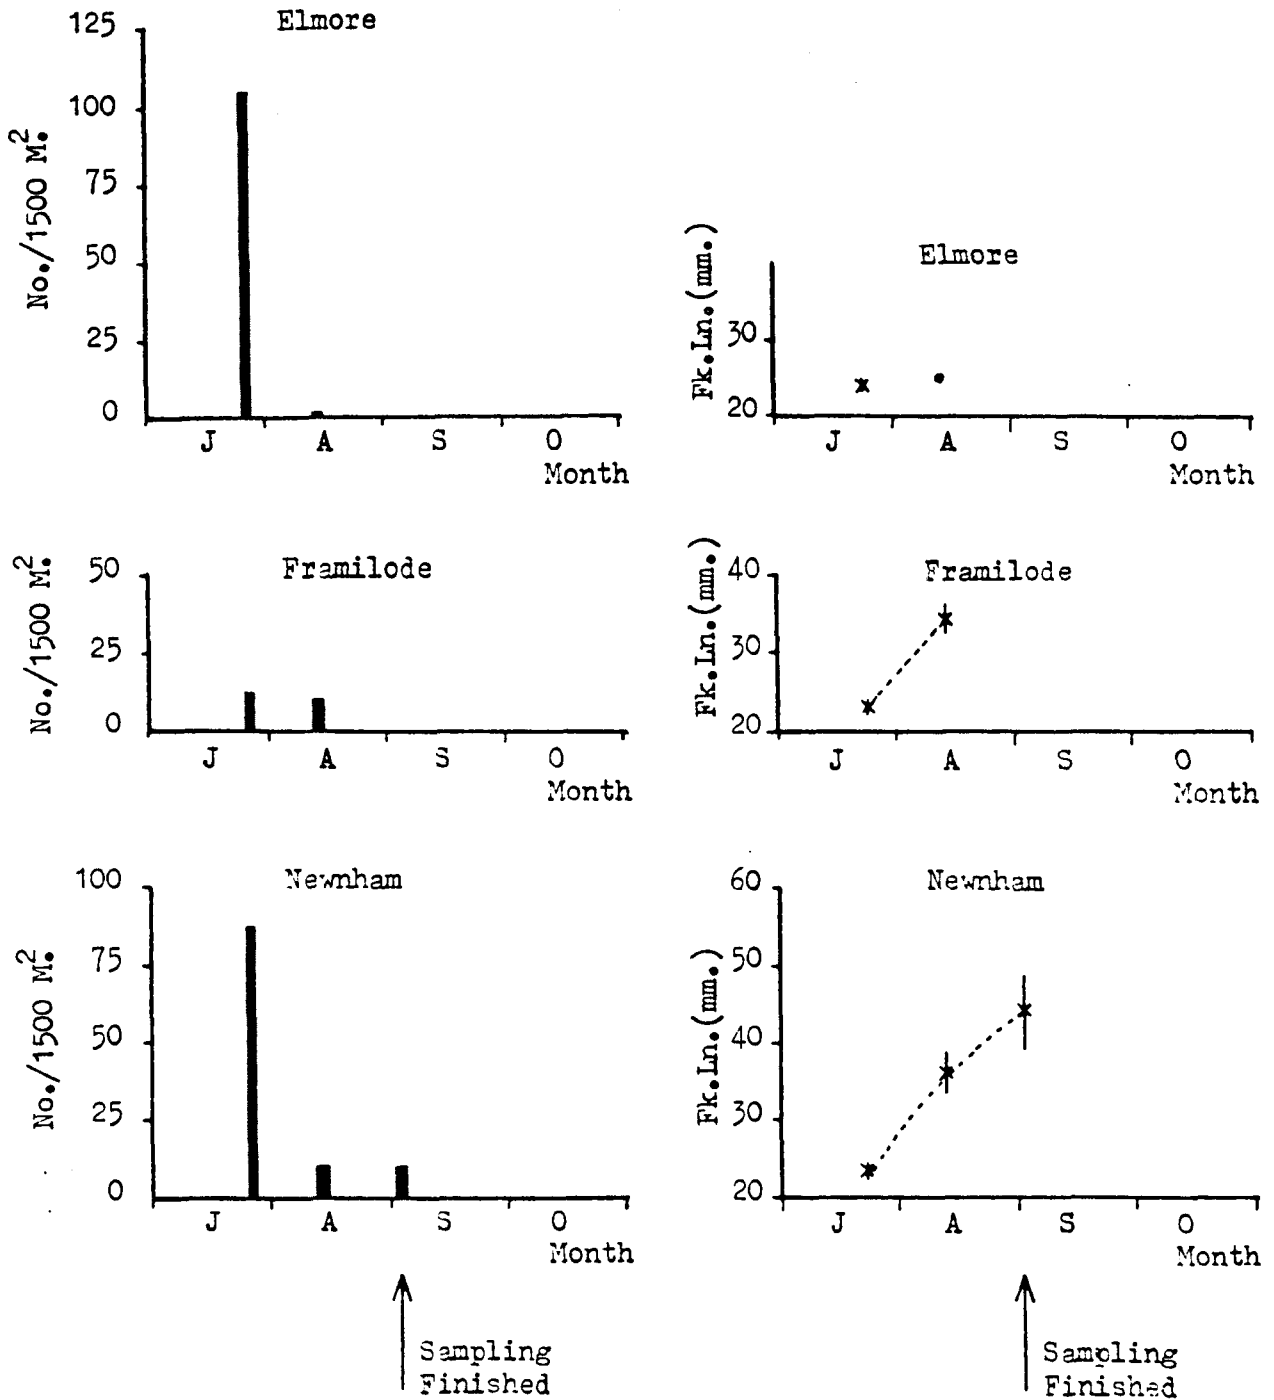 Elmore
125
100
75
50
25
0
No./1500 M.²
J A S O
Month
Elmore
Fk.Ln.(mm.)
30
20
J A S O
Month
Framilode
50
25
0
No./1500 M.²
J A S O
Month
Framilode
40
30
20
Fk.Ln.(mm.)
J A S O
Month
Newnham
100
75
50
25
0
No./1500 M.²
J A S O
Month
Sampling
Finished
Newnham
60
50
40
30
20
Fk.Ln.(mm.)
J A S O
Month
Sampling
Finished